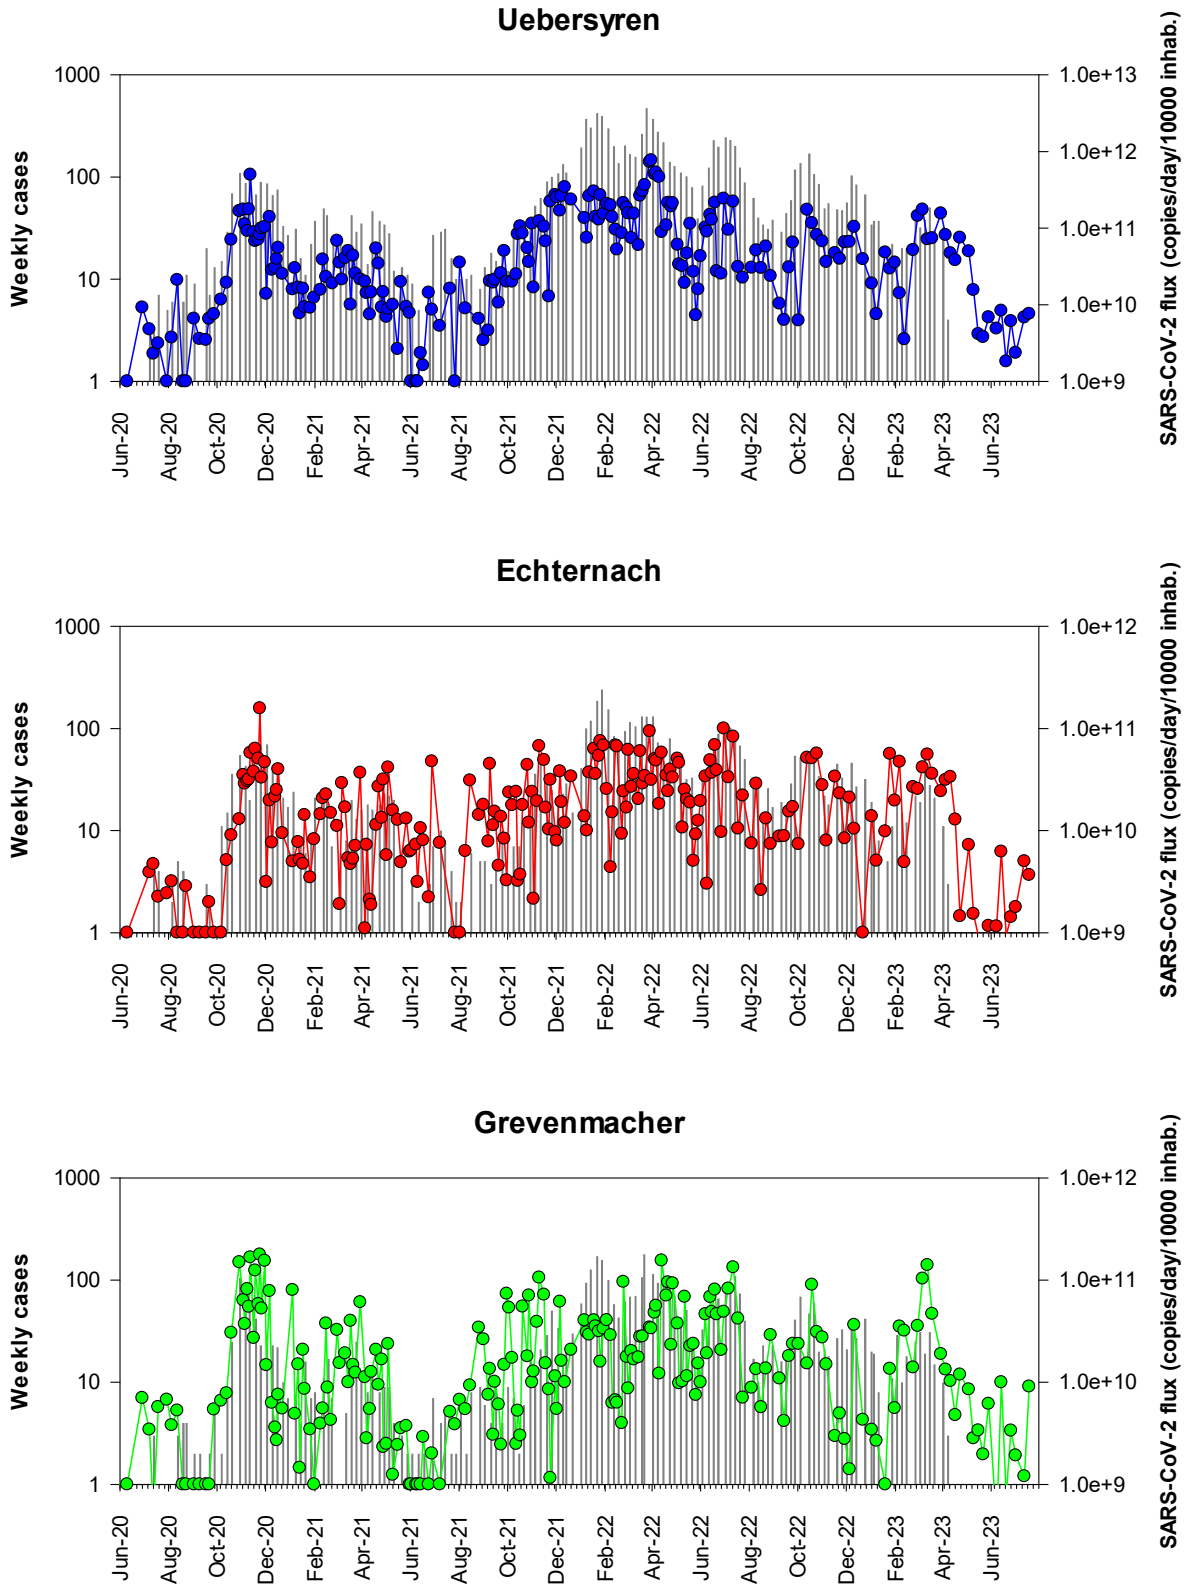 Uebersyren
Weekly cases
SARS-CoV-2 flux (copies/day/10000 inhab.)
1000
100
10
1
1.0e+13
1.0e+12
1.0e+11
1.0e+10
1.0e+9
Jun-20
Aug-20
Oct-20
Dec-20
Feb-21
Apr-21
Jun-21
Aug-21
Oct-21
Dec-21
Feb-22
Apr-22
Jun-22
Aug-22
Oct-22
Dec-22
Feb-23
Apr-23
Jun-23
Echternach
Weekly cases
SARS-CoV-2 flux (copies/day/10000 inhab.)
1000
100
10
1
1.0e+12
1.0e+11
1.0e+10
1.0e+9
Jun-20
Aug-20
Oct-20
Dec-20
Feb-21
Apr-21
Jun-21
Aug-21
Oct-21
Dec-21
Feb-22
Apr-22
Jun-22
Aug-22
Oct-22
Dec-22
Feb-23
Apr-23
Jun-23
Grevenmacher
Weekly cases
SARS-CoV-2 flux (copies/day/10000 inhab.)
1000
100
10
1
1.0e+12
1.0e+11
1.0e+10
1.0e+9
Jun-20
Aug-20
Oct-20
Dec-20
Feb-21
Apr-21
Jun-21
Aug-21
Oct-21
Dec-21
Feb-22
Apr-22
Jun-22
Aug-22
Oct-22
Dec-22
Feb-23
Apr-23
Jun-23